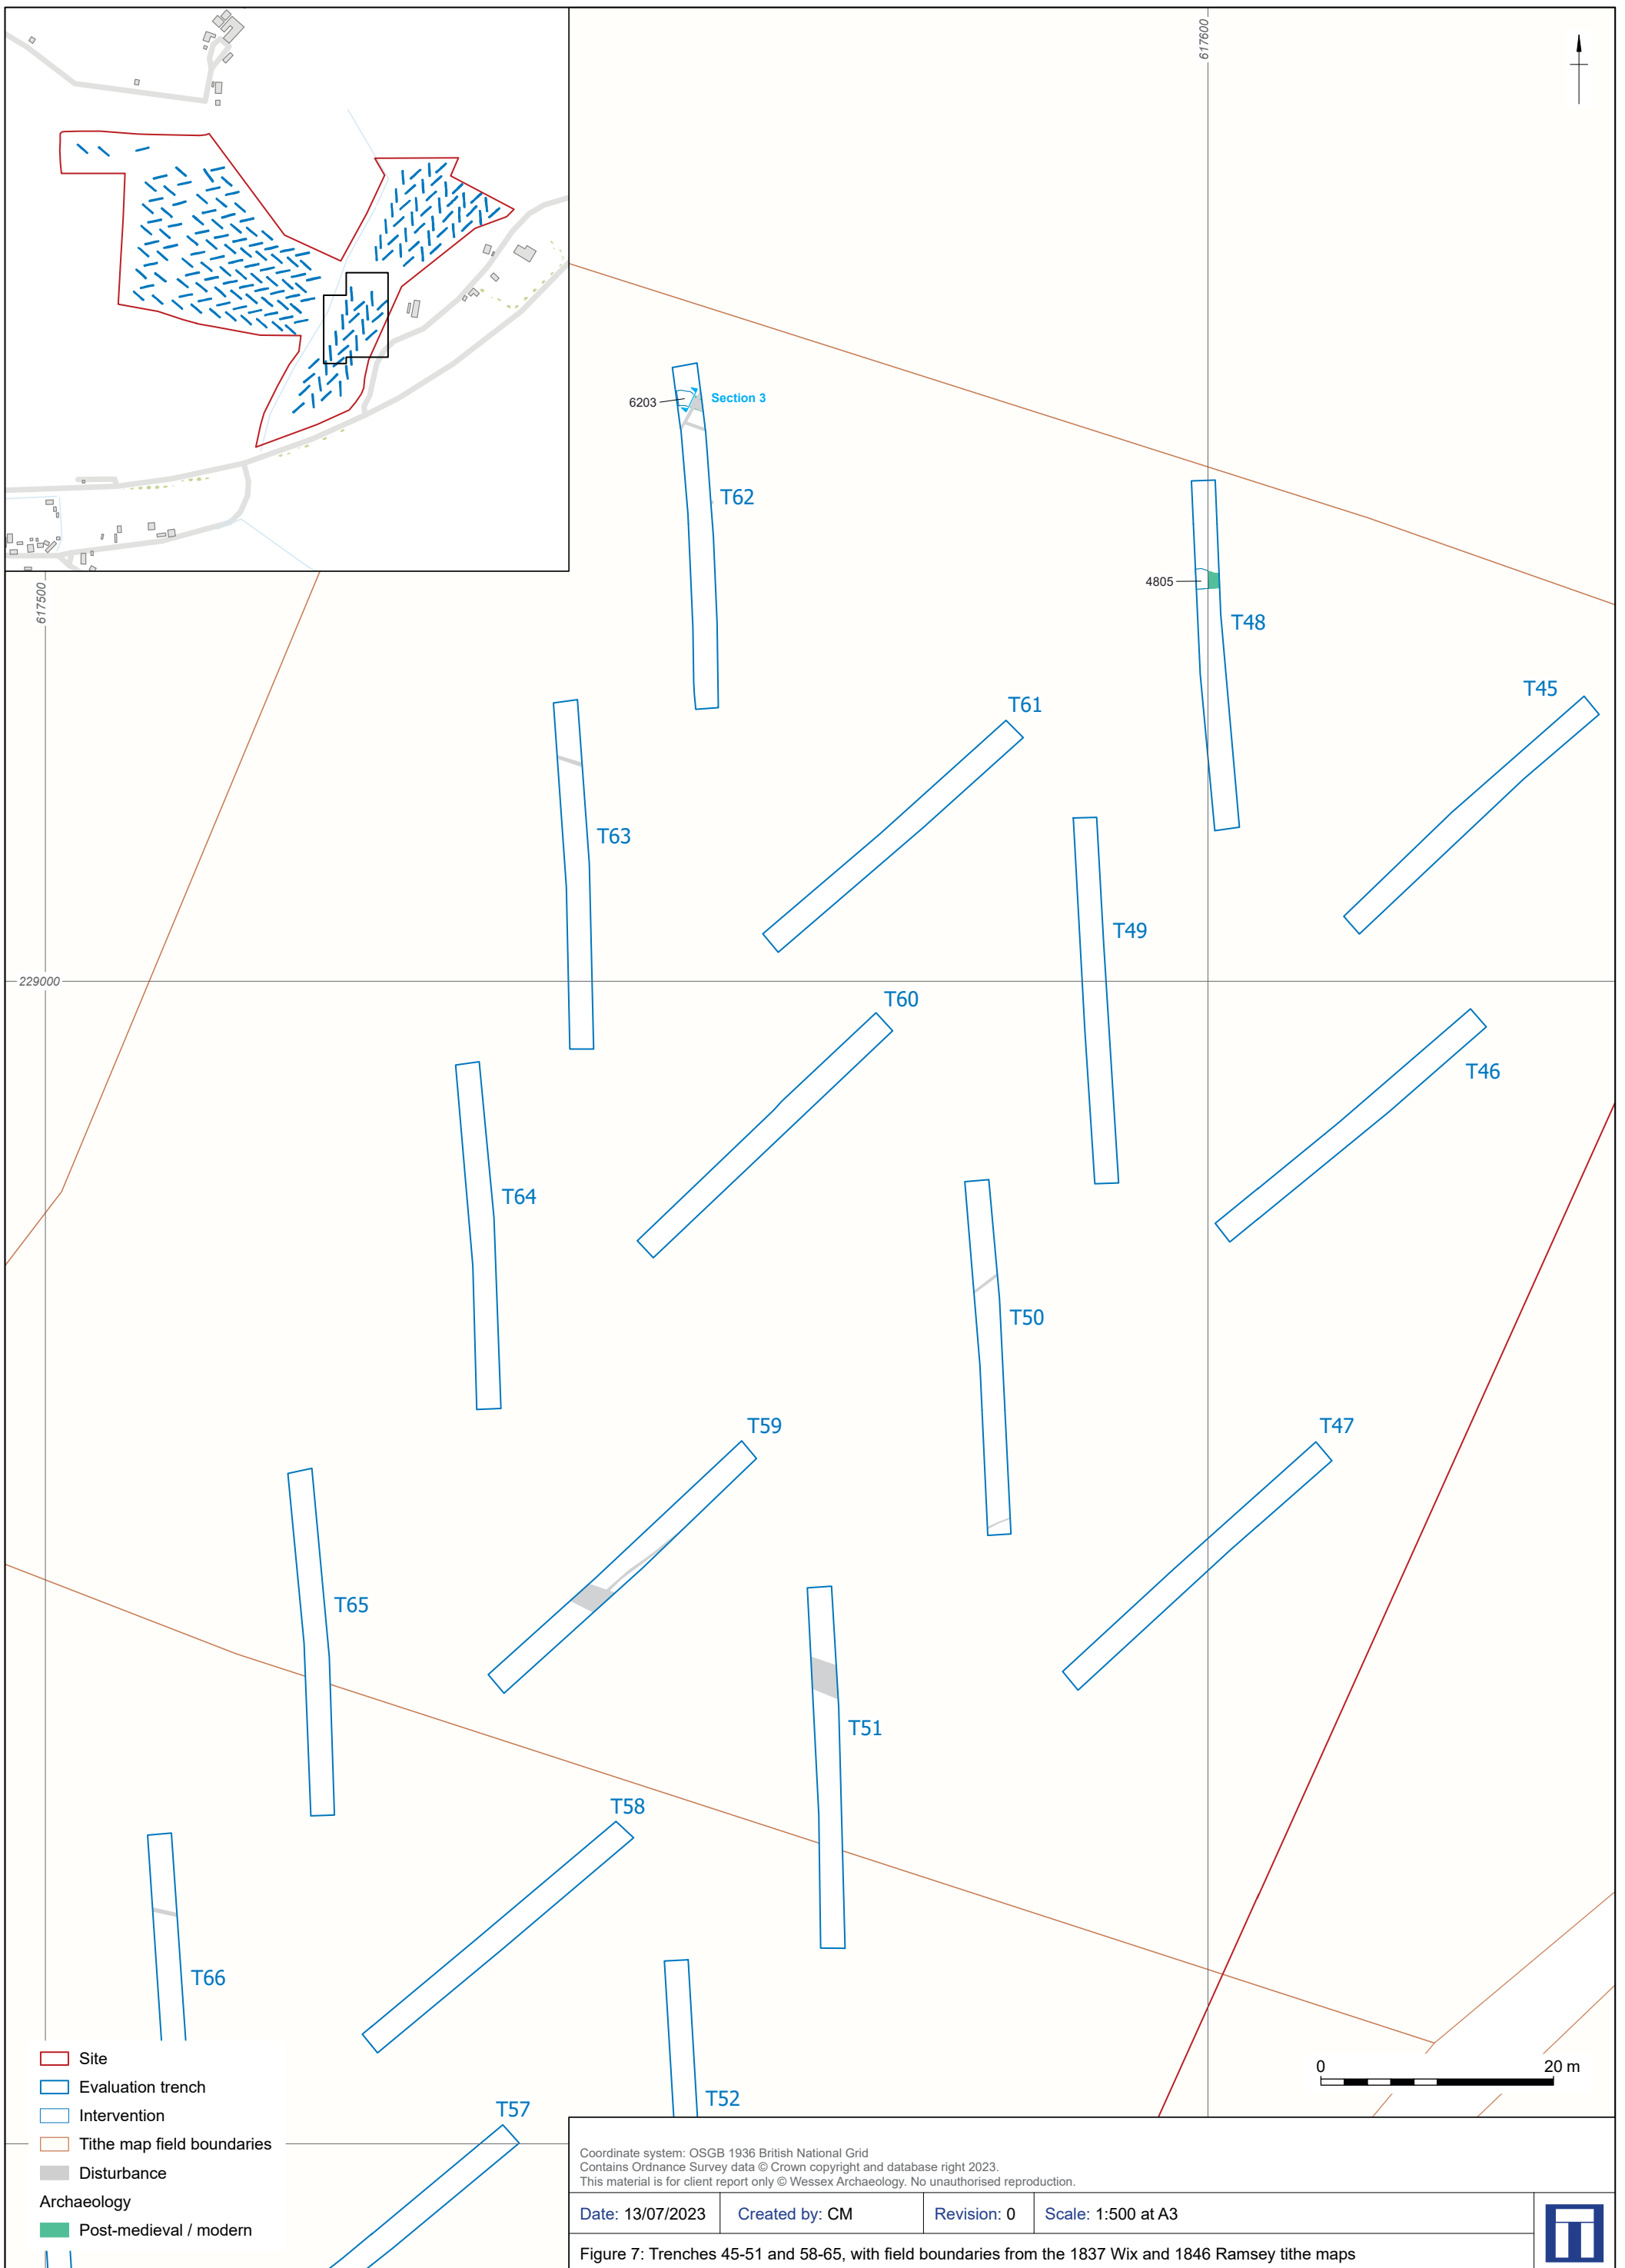 617600
617500
6203
Section 3
T62
4805
T48
T45
T61
T63
T49
229000
T60
T46
T64
T50
T59
T47
T65
T51
T58
T66
T52
T57
0 20 m
Site
Evaluation trench
Intervention
Tithe map field boundaries
Disturbance
Archaeology
Post-medieval / modern
Coordinate system: OSGB 1936 British National Grid
Contains Ordnance Survey data © Crown copyright and database right 2023.
This material is for client report only © Wessex Archaeology. No unauthorised reproduction.
Date: 13/07/2023 Created by: CM Revision: 0 Scale: 1:500 at A3
Figure 7: Trenches 45-51 and 58-65, with field boundaries from the 1837 Wix and 1846 Ramsey tithe maps